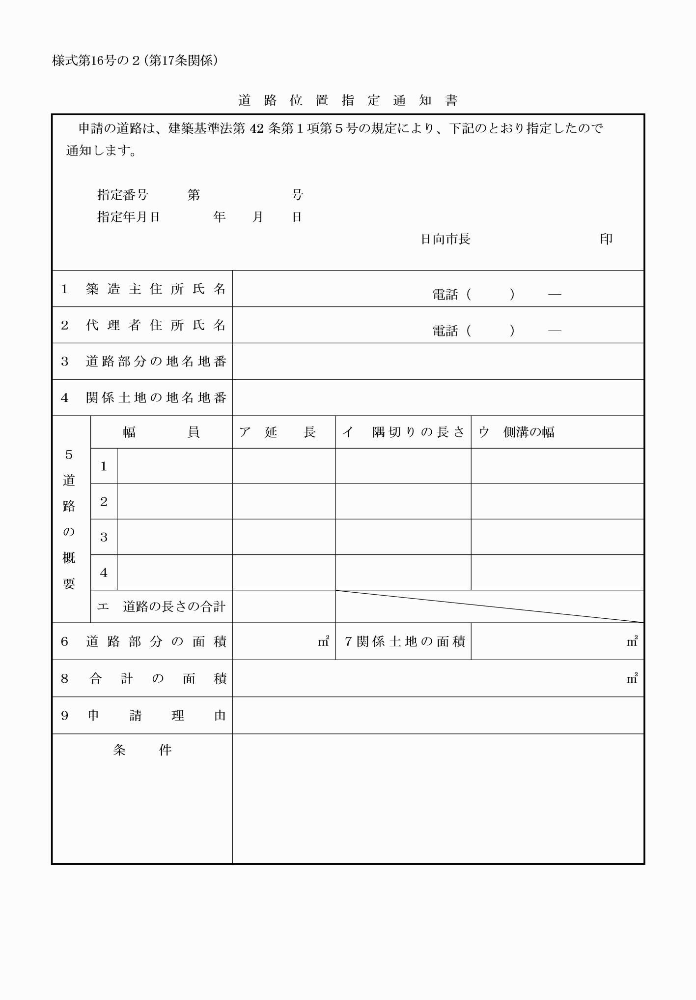 様式第16号の２（第17条関係）
道路位置指定通知書
申請の道路は、建築基準法第 42 条第１項第５号の規定により、下記のとおり指定したので
通知します。
指定番号　　　第　　　　　　　号
指定年月日　　　　年　　月　　日
日向市長　　　　　　　　　　印
１　築造主住所氏名
電話（　　　）　　―
２　代理者住所氏名
電話（　　　）　　―
３　道路部分の地名地番
４　関係土地の地名地番
５道路の概要
幅　　　　員　ア　延　　長　イ　隅切りの長さ　ウ　側溝の幅
１
２
３
４
エ　道路の長さの合計
６　道路部分の面積　㎡　７関係土地の面積　㎡
８　合計の面積　㎡
９　申請理由
条　　件